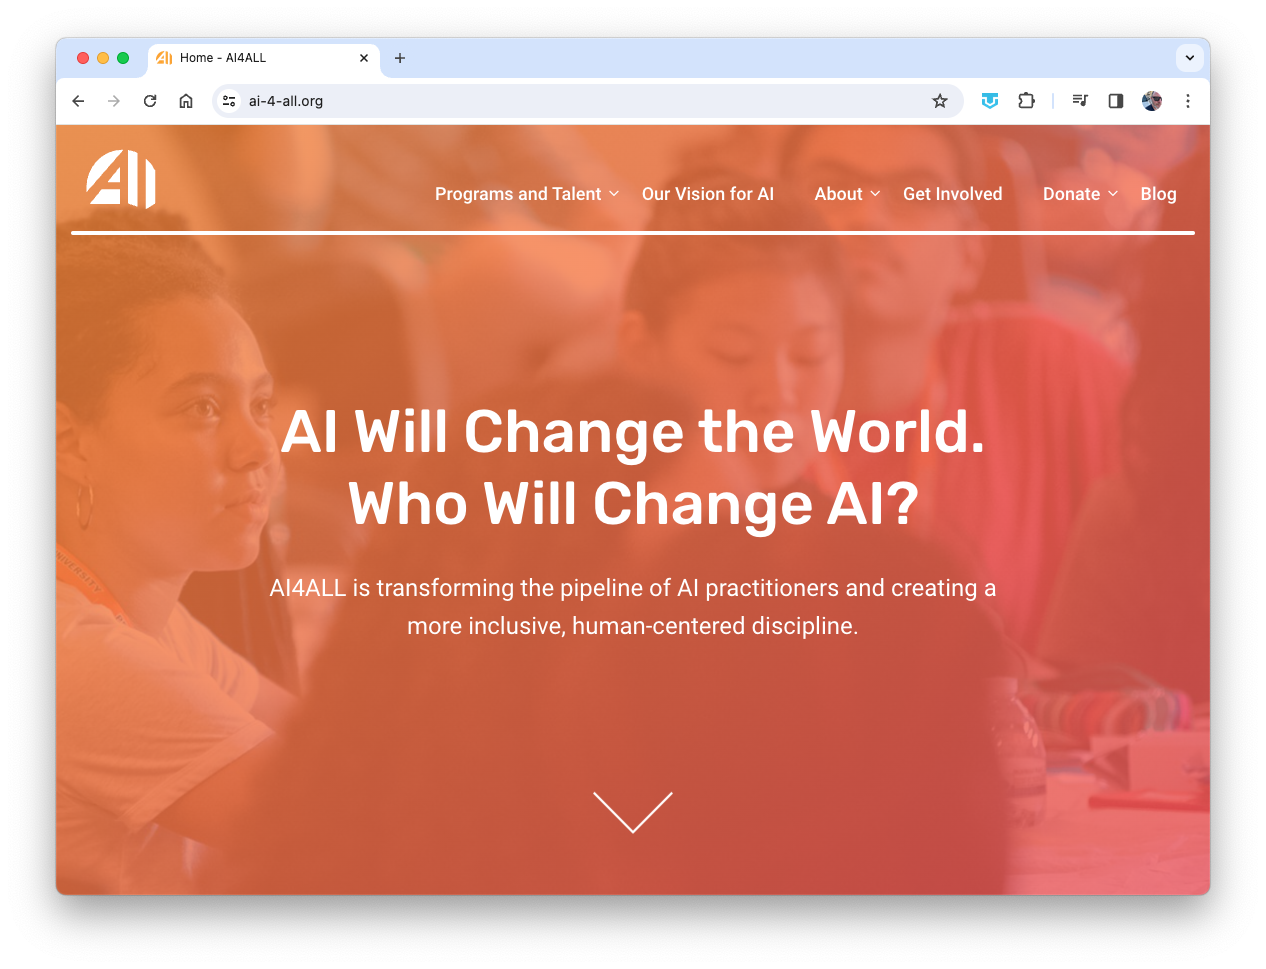 Home - AI4ALL
ai-4-all.org
AI
Programs and Talent
Our Vision for AI
About
Get Involved
Donate
Blog
AI Will Change the World.
Who Will Change AI?
AI4ALL is transforming the pipeline of AI practitioners and creating a
more inclusive, human-centered discipline.